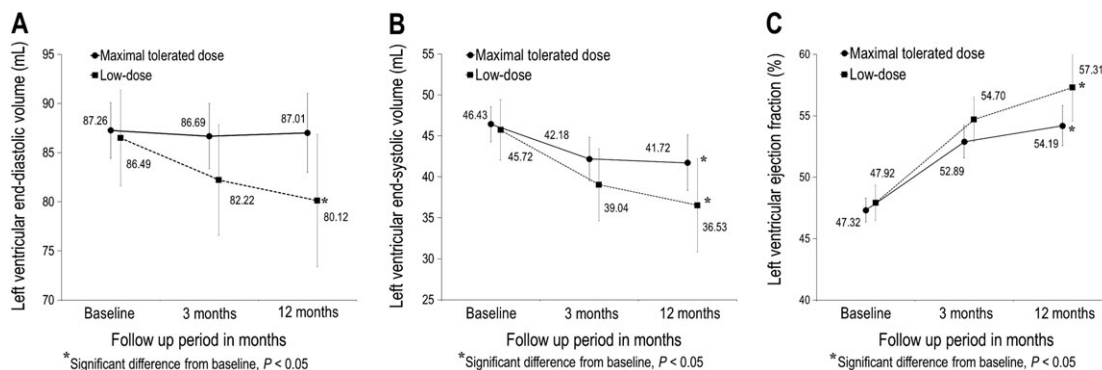 A
Left ventricular end-diastolic volume (mL)
95
90
85
80
75
70
Maximal tolerated dose
Low-dose
87.26
86.69
87.01
86.49
82.22
80.12
*
Baseline
3 months
12 months
Follow up period in months
*Significant difference from baseline, P < 0.05
B
Left ventricular end-systolic volume (mL)
55
50
45
40
35
30
25
Maximal tolerated dose
Low-dose
46.43
42.18
41.72
*
45.72
39.04
36.53
*
Baseline
3 months
12 months
Follow up period in months
*Significant difference from baseline, P < 0.05
C
Left ventricular ejection fraction (%)
60
55
50
45
40
Maximal tolerated dose
Low-dose
57.31
*
54.70
54.19
*
52.89
47.92
47.32
Baseline
3 months
12 months
Follow up period in months
*Significant difference from baseline, P < 0.05